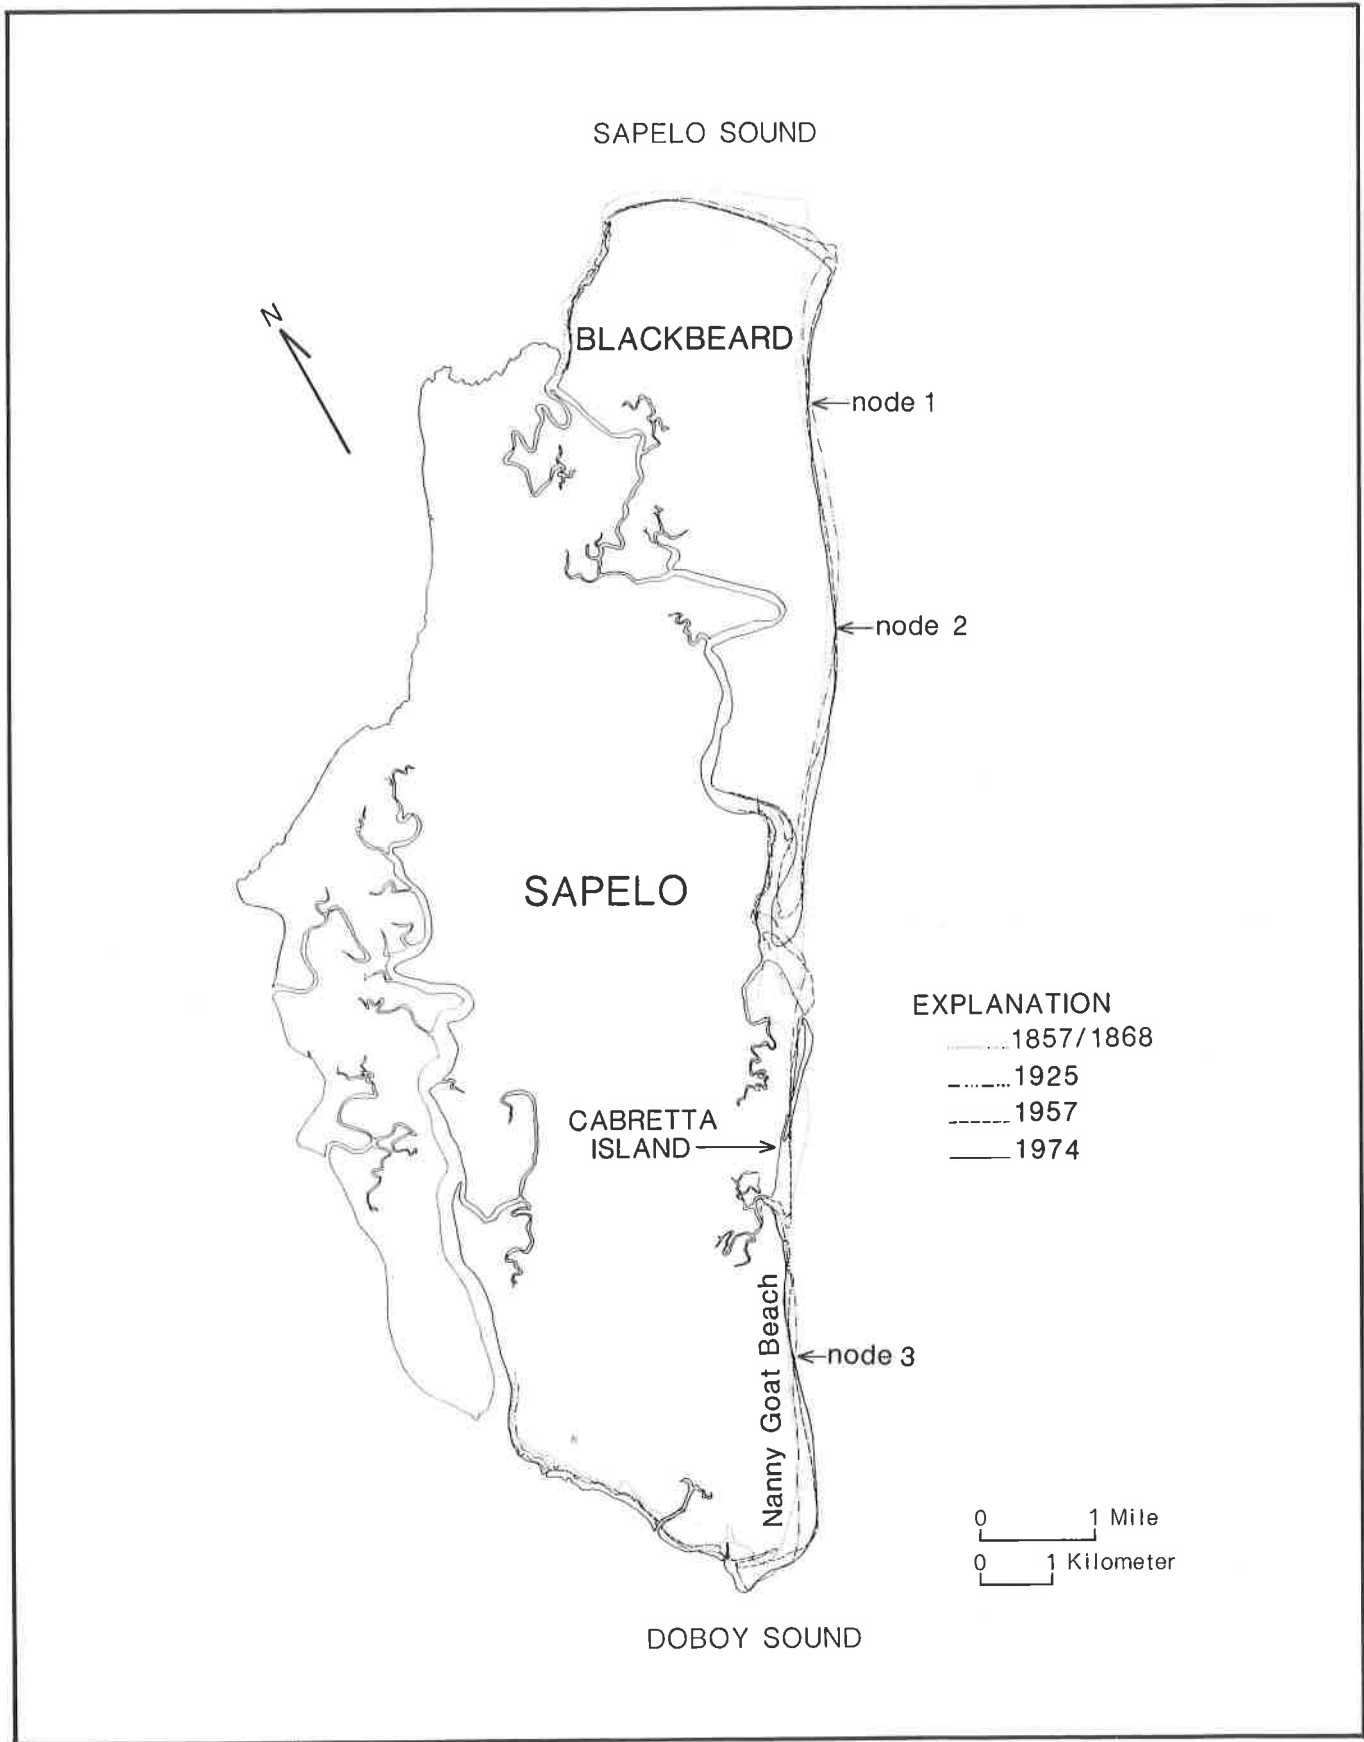 SAPELO SOUND
N
BLACKBEARD
node 1
node 2
SAPELO
EXPLANATION
1857/1868
1925
1957
1974
CABRETTA
ISLAND
Nanny Goat Beach
node 3
0 1 Mile
0 1 Kilometer
DOBOY SOUND